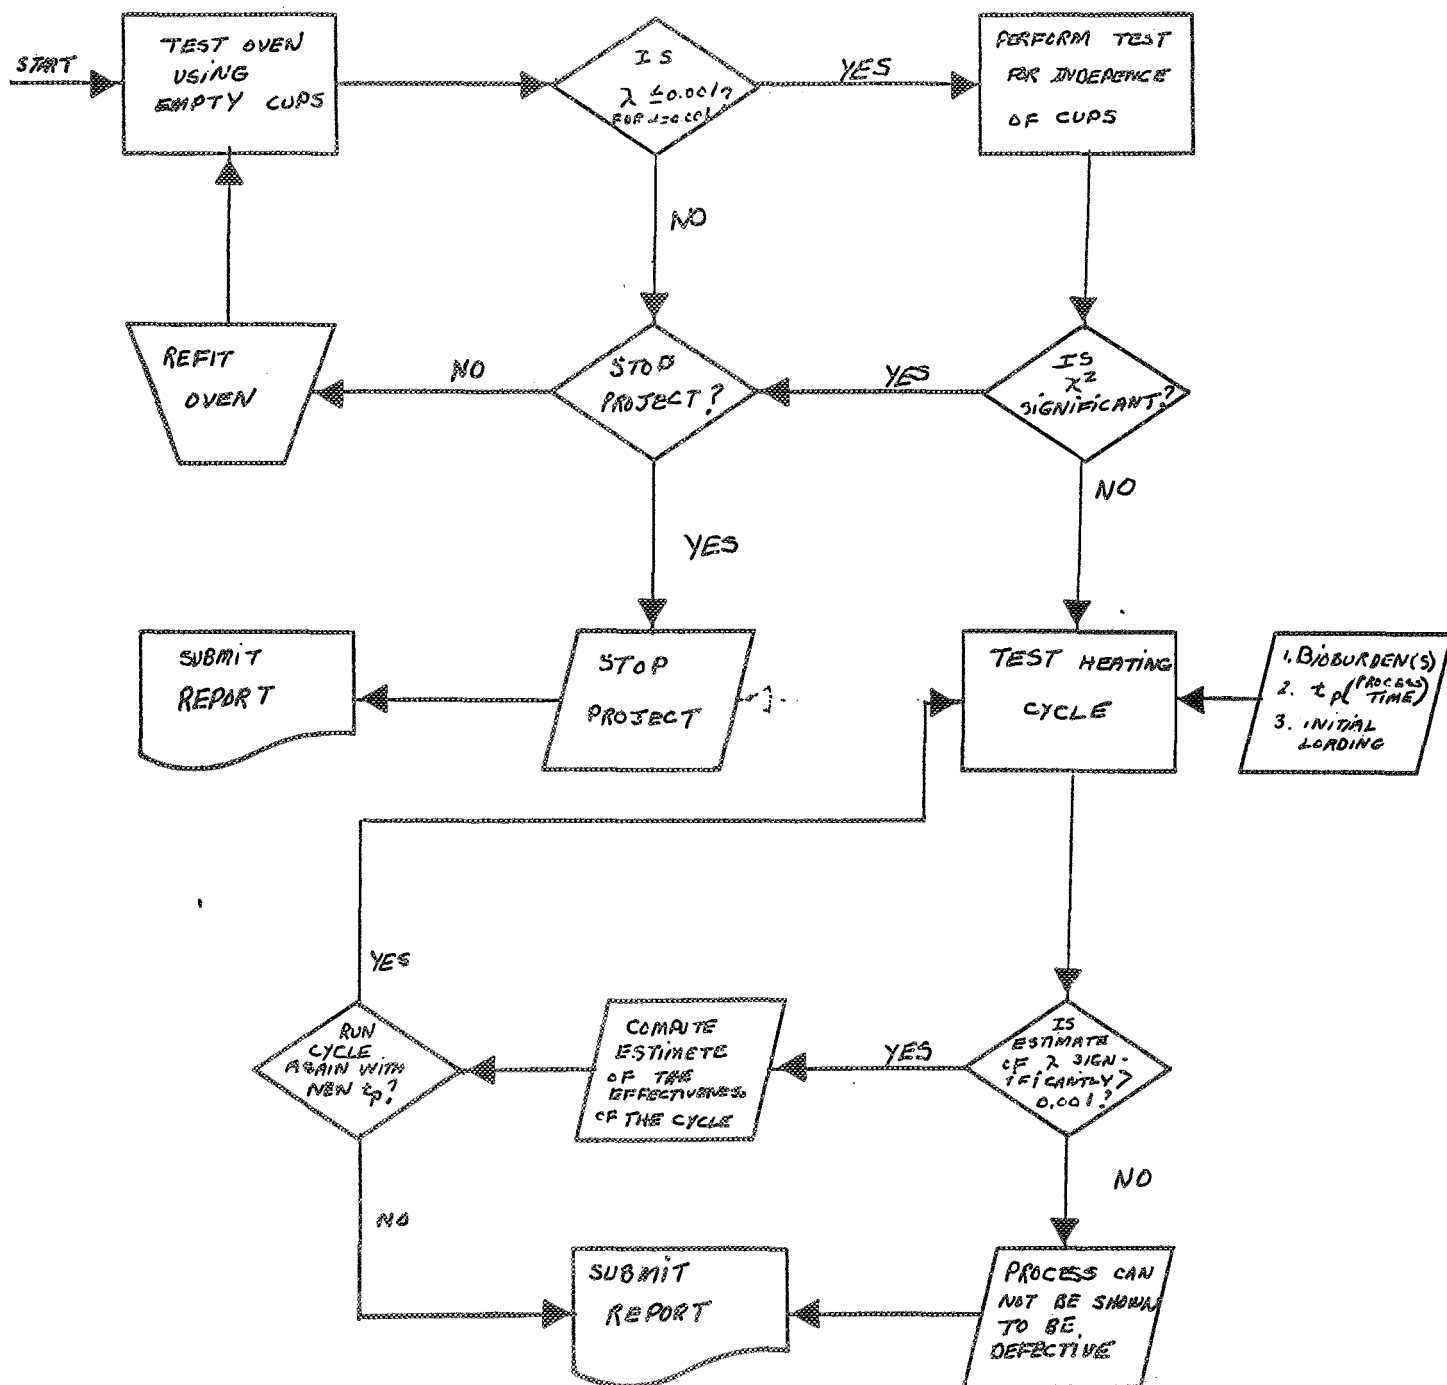 START
TEST OVEN
USING
EMPTY CUPS
IS
λ ≤0.001?
YES
PERFORM TEST
FOR INDEPENCE
OF CUPS
NO
REFIT
OVEN
NO
STOP
PROJECT?
YES
IS
χ²
SIGNIFICANT?
NO
YES
SUBMIT
REPORT
STOP
PROJECT
TEST HEATING
CYCLE
1. BIOBURDEN(S)
2. tp (PROCESS
TIME)
3. INITIAL
LOADING
YES
RUN
CYCLE
AGAIN WITH
NEW tp?
COMPUTE
ESTIMETE
OF THE
EFFECTIVENESS
OF THE CYCLE
YES
IS
ESTIMATE
OF λ SIGN-
IFICANTLY >
0.001?
NO
NO
SUBMIT
REPORT
PROCESS CAN
NOT BE SHOWN
TO BE
DEFECTIVE